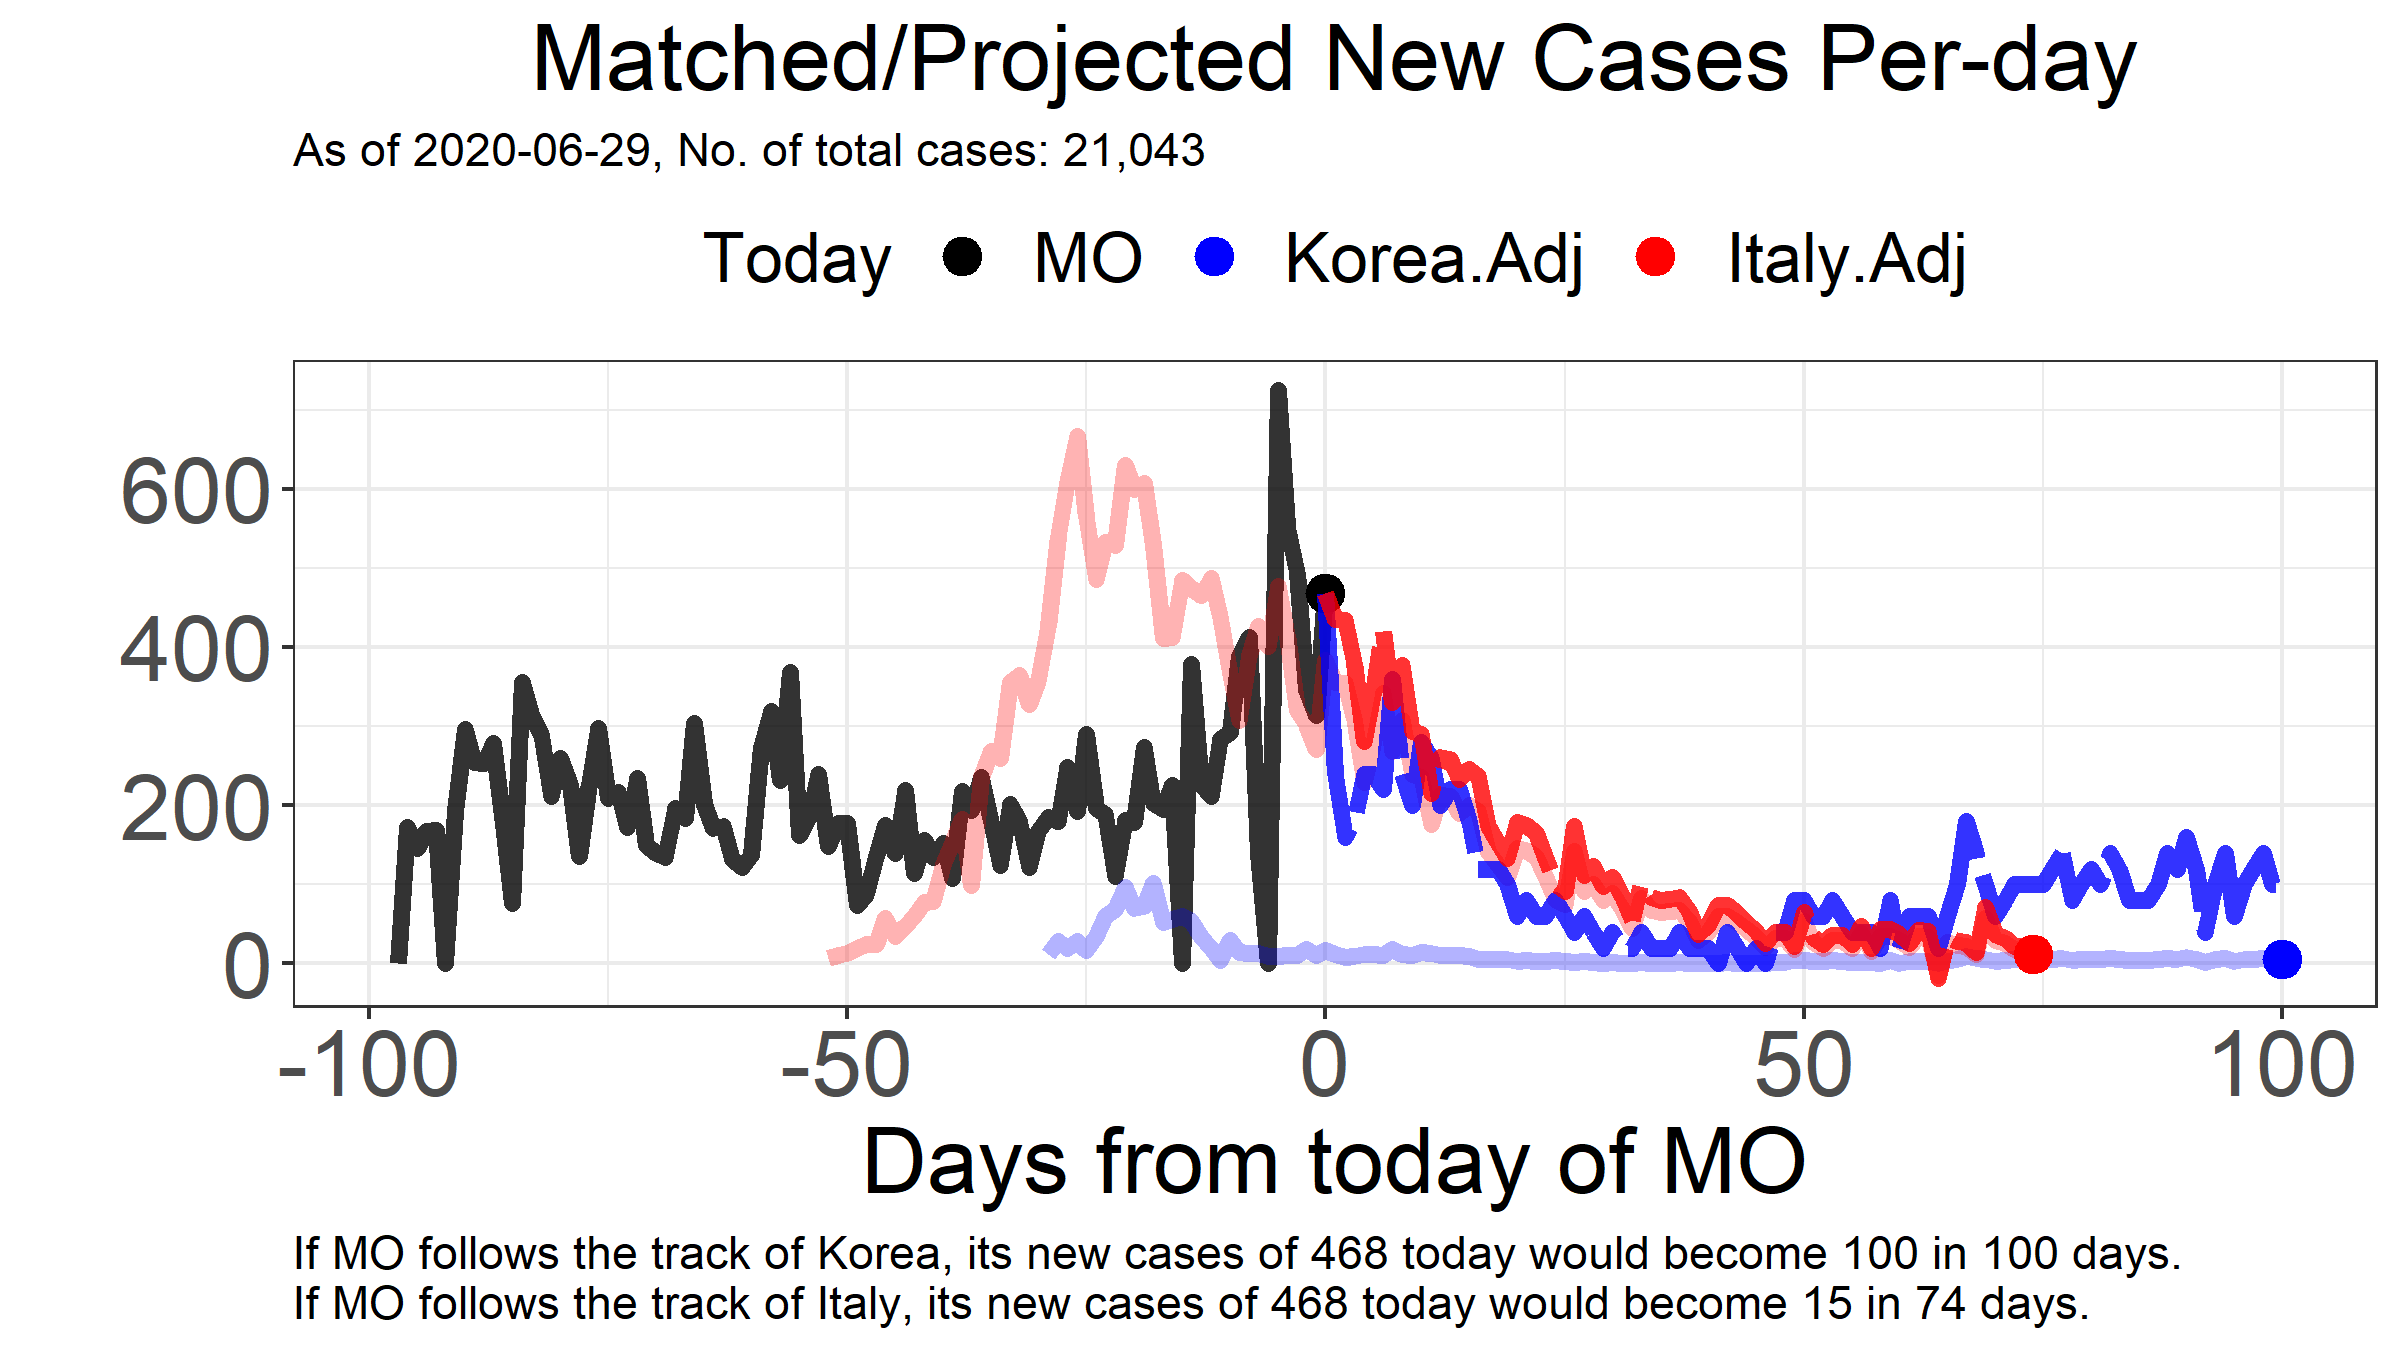 Matched/Projected New Cases Per-day
As of 2020-06-29, No. of total cases: 21,043
Today MO Korea.Adj Italy.Adj
600
400
200
0
-100 -50 0 50 100
Days from today of MO
If MO follows the track of Korea, its new cases of 468 today would become 100 in 100 days.
If MO follows the track of Italy, its new cases of 468 today would become 15 in 74 days.